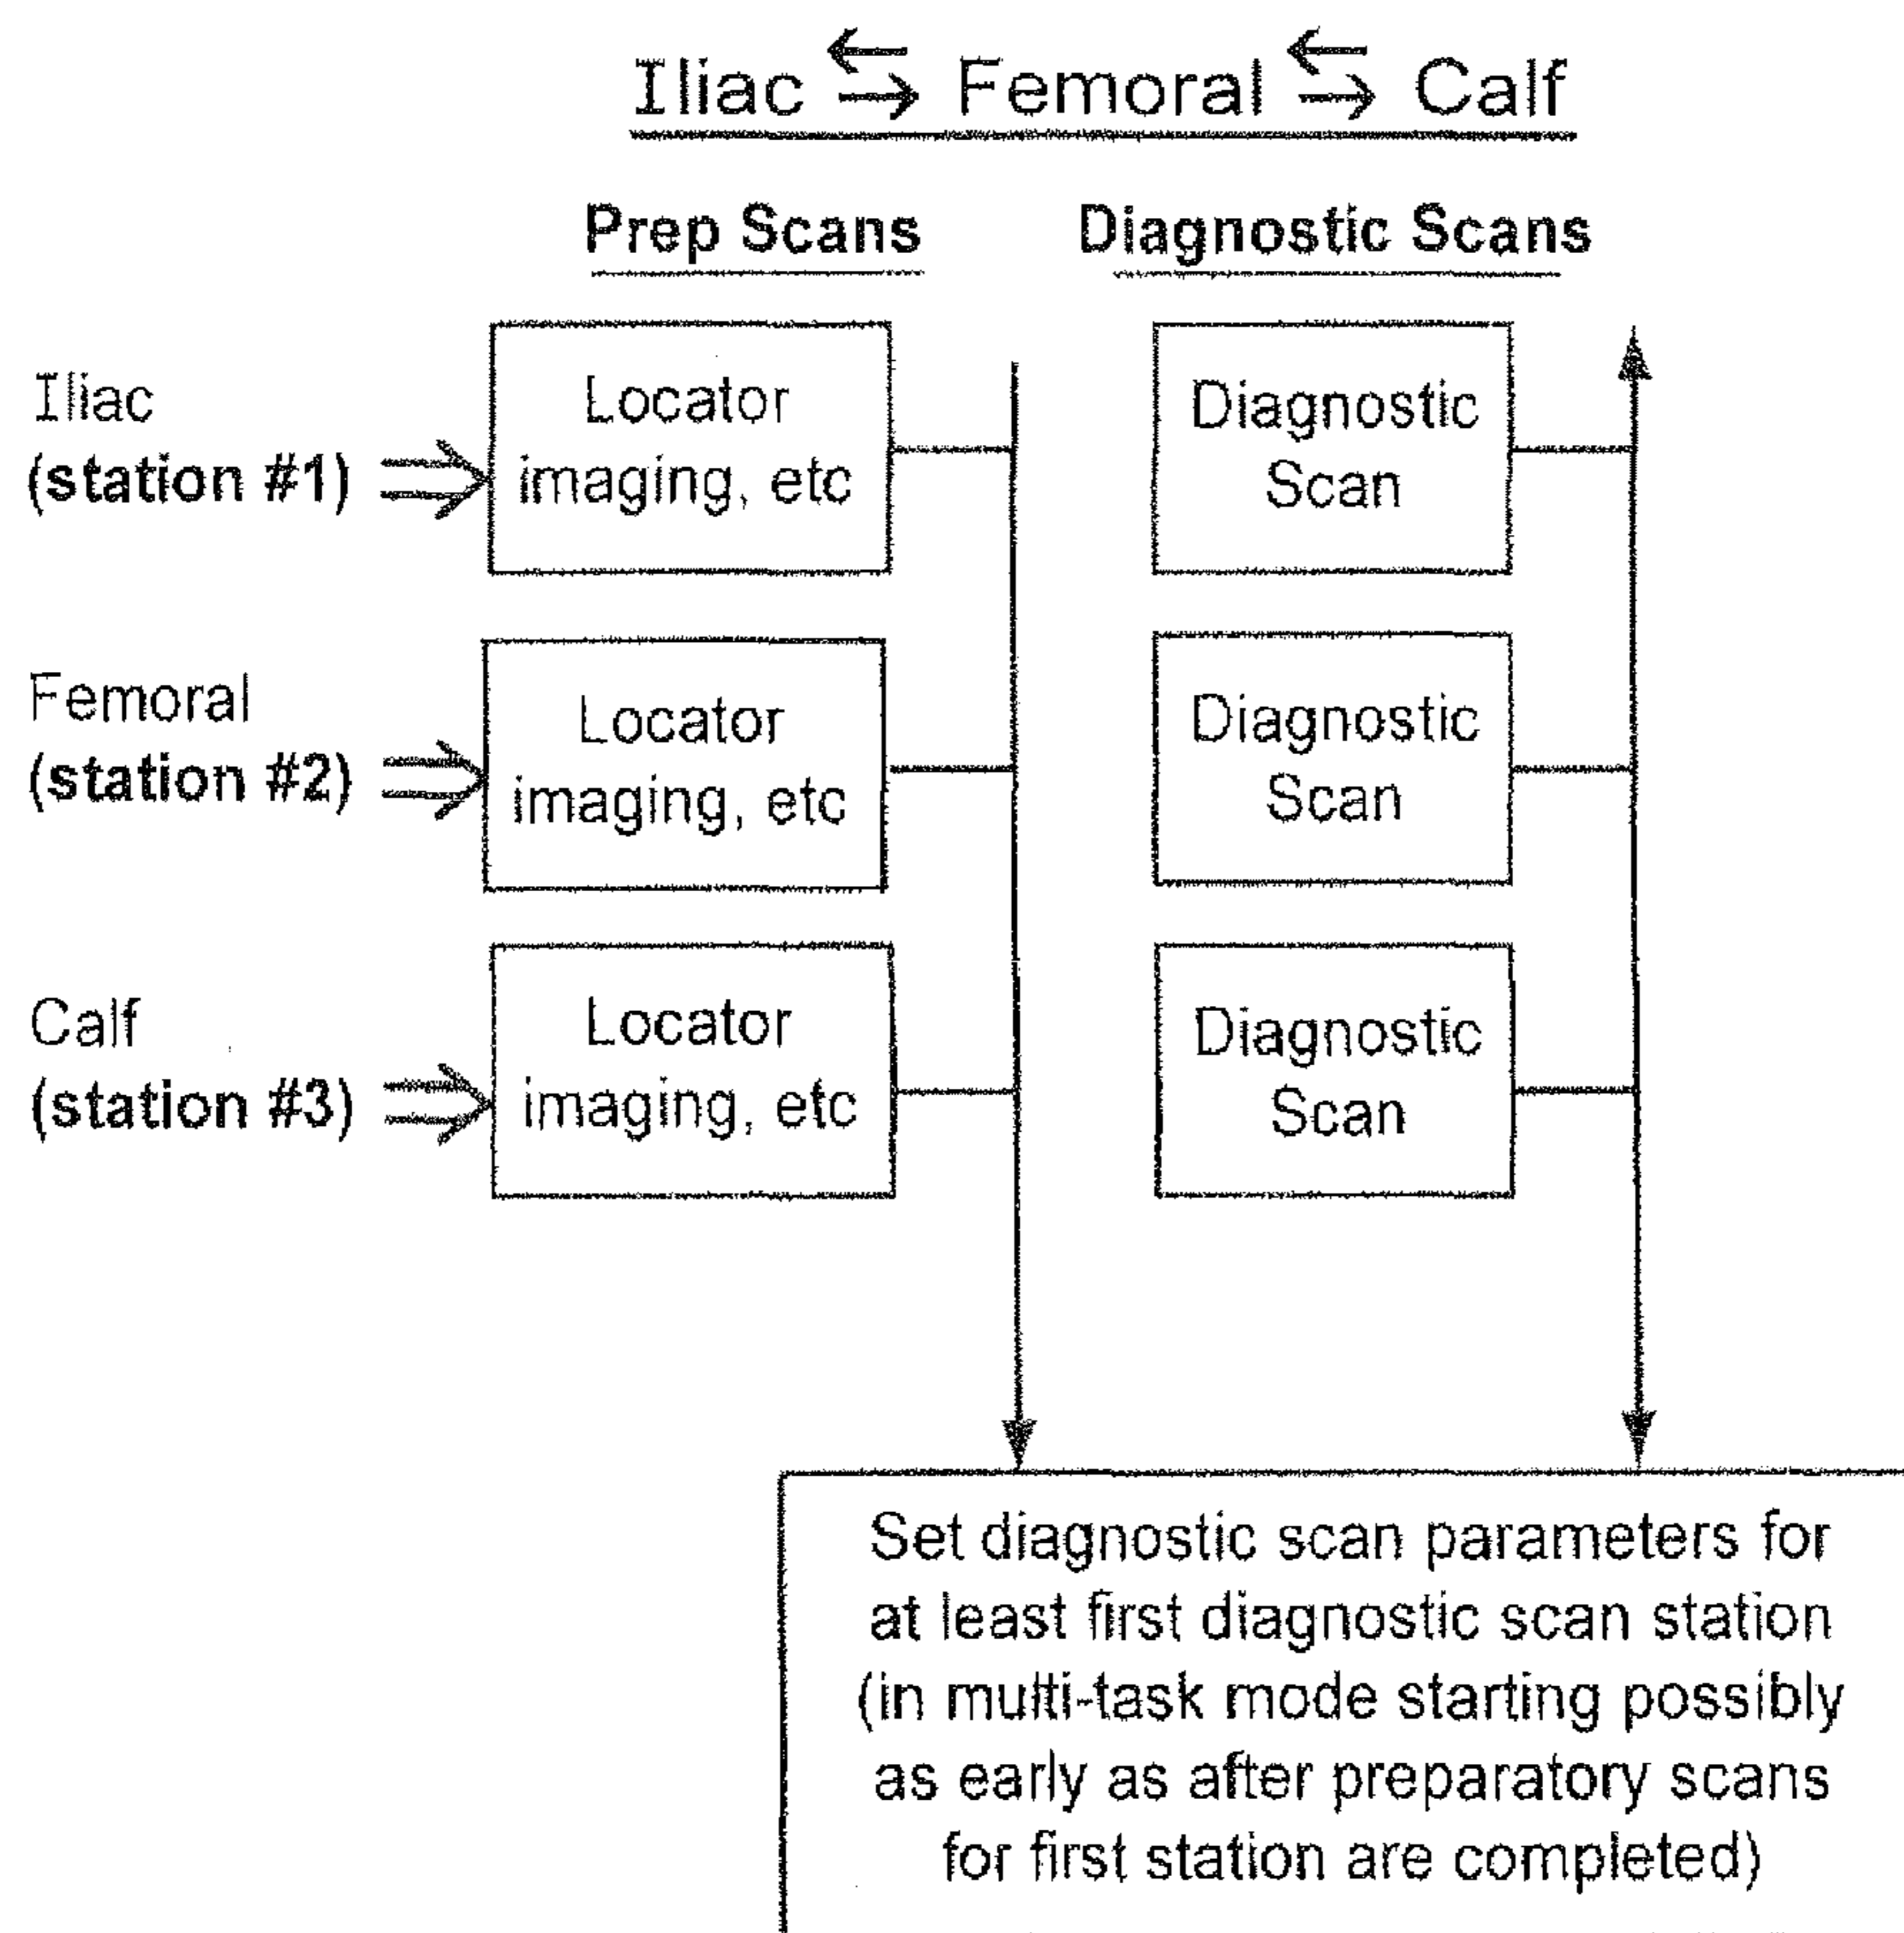 Iliac ⇆ Femoral ⇆ Calf
Prep Scans
Diagnostic Scans
Iliac
(station #1)
Locator
imaging, etc
Diagnostic
Scan
Femoral
(station #2)
Locator
imaging, etc
Diagnostic
Scan
Calf
(station #3)
Locator
imaging, etc
Diagnostic
Scan
Set diagnostic scan parameters for
at least first diagnostic scan station
(in multi-task mode starting possibly
as early as after preparatory scans
for first station are completed)